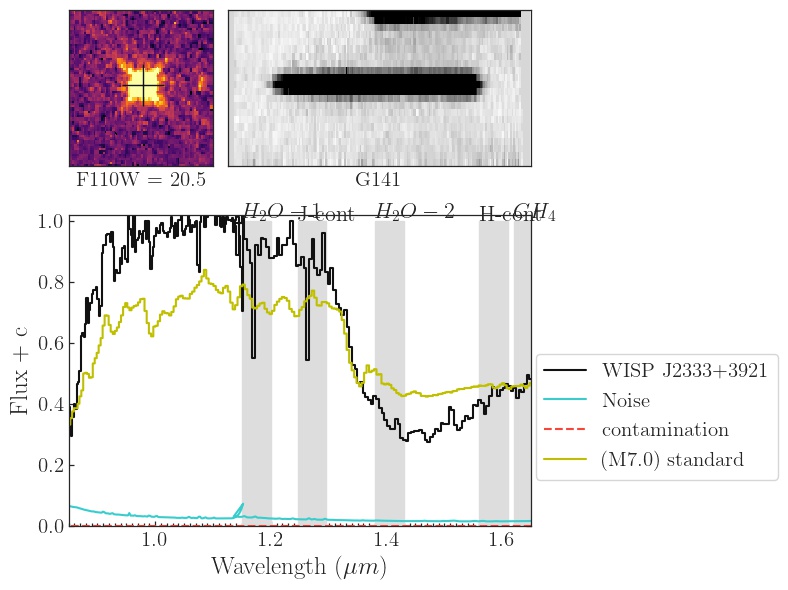 F110W = 20.5
G141
H₂O − 1
J-cont
H₂O − 2
H-cont
CH₄
1.0
0.8
0.6
0.4
0.2
0.0
Flux + c
1.0
1.2
1.4
1.6
Wavelength (μm)
WISP J2333+3921
Noise
contamination
(M7.0) standard